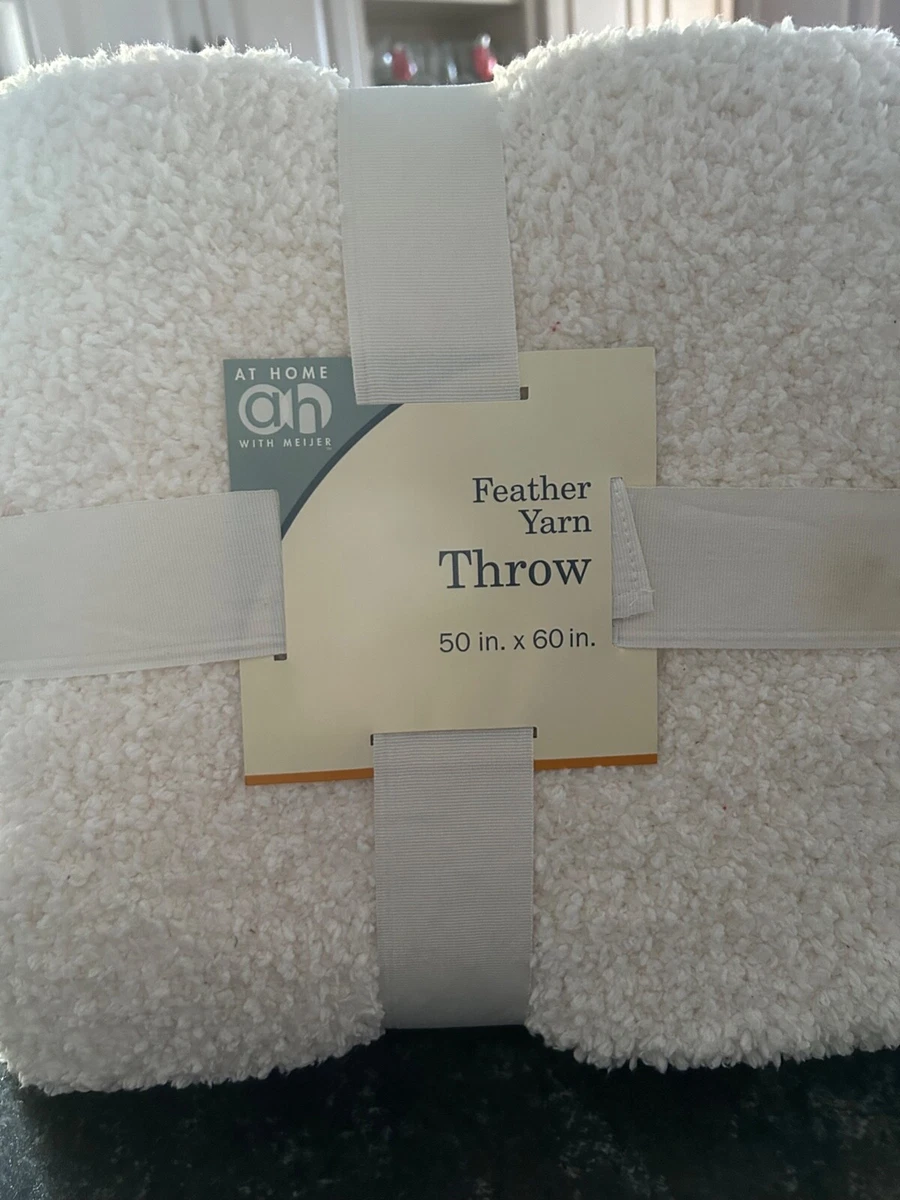 AT HOME
ah
WITH MEIJER
Feather
Yarn
Throw
50 in. x 60 in.